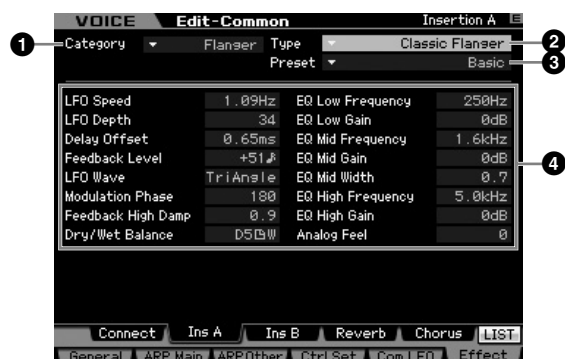 VOICE Edit-Common Insertion A E
1 Category Flanger Type Classic Flanger 2
Preset Basic 3
LFO Speed 1.09Hz EQ Low Frequency 250Hz
LFO Depth 34 EQ Low Gain 0dB
Delay Offset 0.65ms EQ Mid Frequency 1.6kHz
Feedback Level +51 EQ Mid Gain 0dB 4
LFO Wave TriAngle EQ Mid Width 0.7
Modulation Phase 180 EQ High Frequency 5.0kHz
Feedback High Damp 0.9 EQ High Gain 0dB
Dry/Wet Balance Analog Feel 0
Connect Ins A Ins B Reverb Chorus LIST
General ARP Main ARP Other Ctrl Set Com LFO Effect